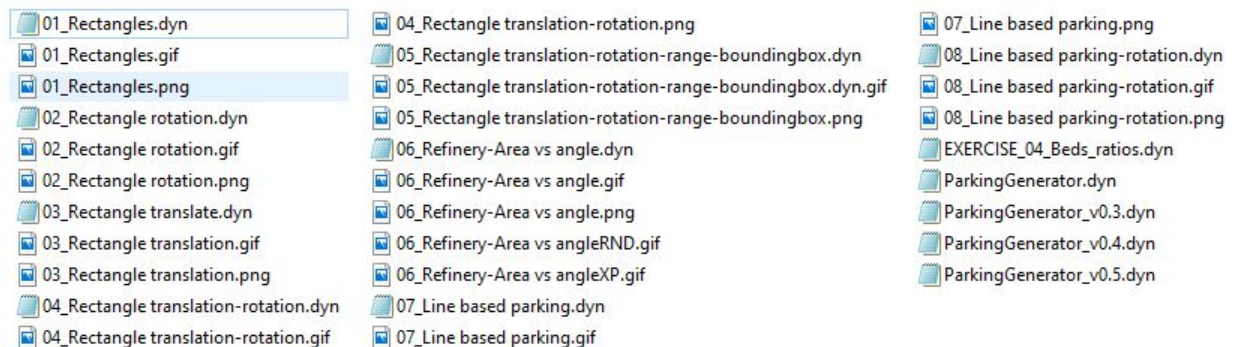 01_Rectangles.dyn
01_Rectangles.gif
01_Rectangles.png
02_Rectangle rotation.dyn
02_Rectangle rotation.gif
02_Rectangle rotation.png
03_Rectangle translate.dyn
03_Rectangle translation.gif
03_Rectangle translation.png
04_Rectangle translation-rotation.dyn
04_Rectangle translation-rotation.gif
04_Rectangle translation-rotation.png
05_Rectangle translation-rotation-range-boundingbox.dyn
05_Rectangle translation-rotation-range-boundingbox.dyn.gif
05_Rectangle translation-rotation-range-boundingbox.png
06_Refinery-Area vs angle.dyn
06_Refinery-Area vs angle.gif
06_Refinery-Area vs angle.png
06_Refinery-Area vs angleRND.gif
06_Refinery-Area vs angleXP.gif
07_Line based parking.dyn
07_Line based parking.gif
07_Line based parking.png
08_Line based parking-rotation.dyn
08_Line based parking-rotation.gif
08_Line based parking-rotation.png
EXERCISE_04_Beds_ratios.dyn
ParkingGenerator.dyn
ParkingGenerator_v0.3.dyn
ParkingGenerator_v0.4.dyn
ParkingGenerator_v0.5.dyn